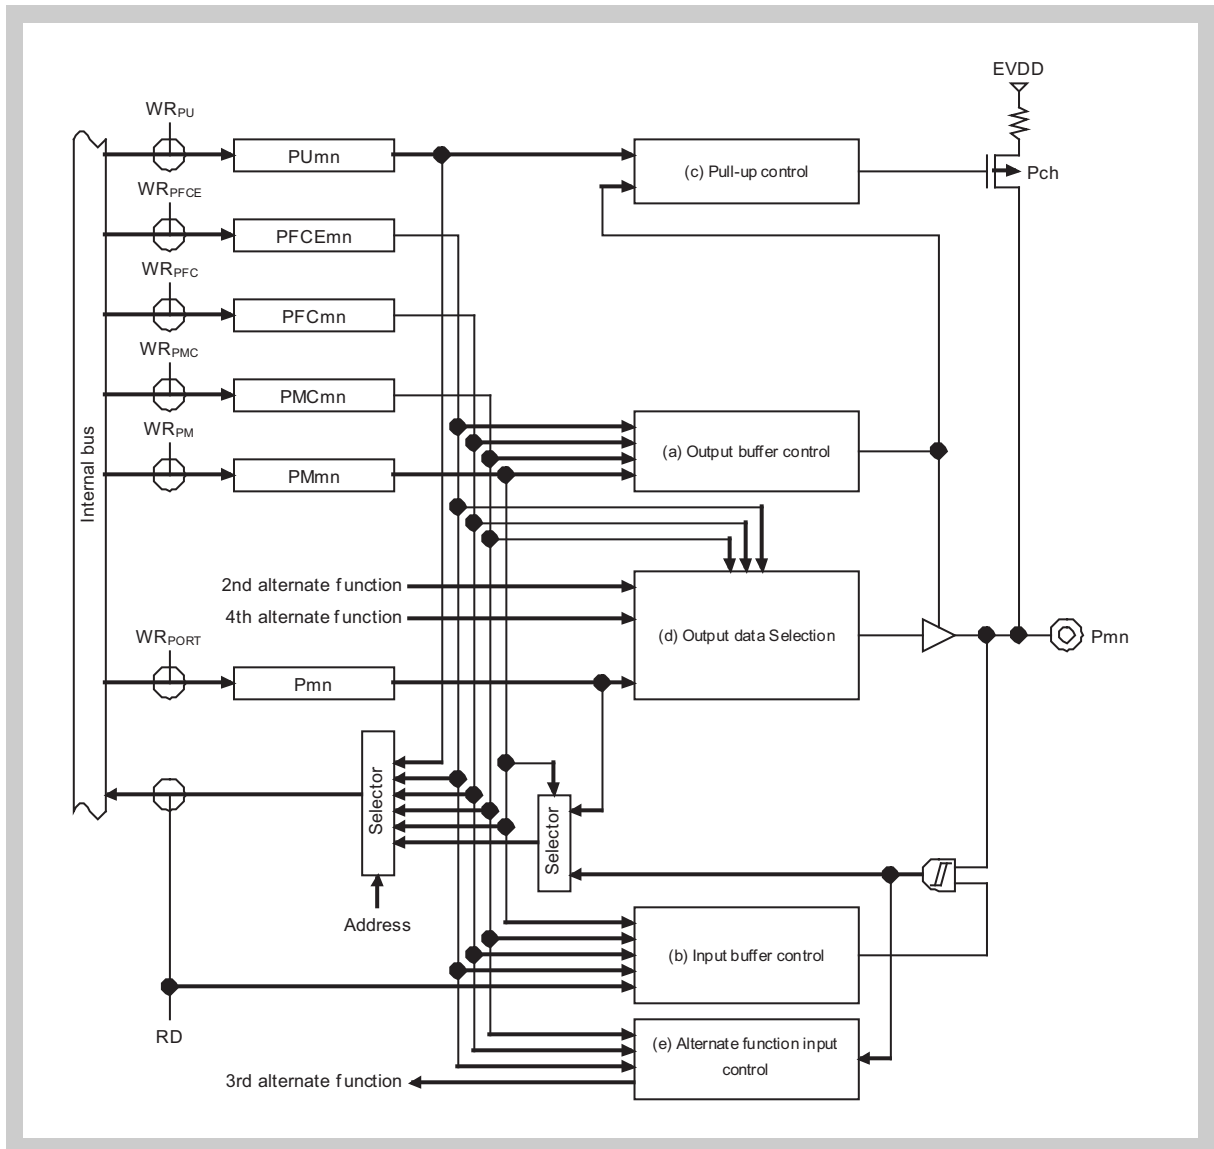 EVDD
WRPU
PUmn
(c) Pull-up control
Pch
WRPFCE
PFCEmn
WRPFC
PFCmn
WRPMC
PMCmn
WRPM
PMmn
Internal bus
(a) Output buffer control
2nd alternate function
4th alternate function
(d) Output data Selection
Pmn
WRPORT
Pmn
Selector
Selector
Address
(b) Input buffer control
RD
(e) Alternate function input
control
3rd alternate function